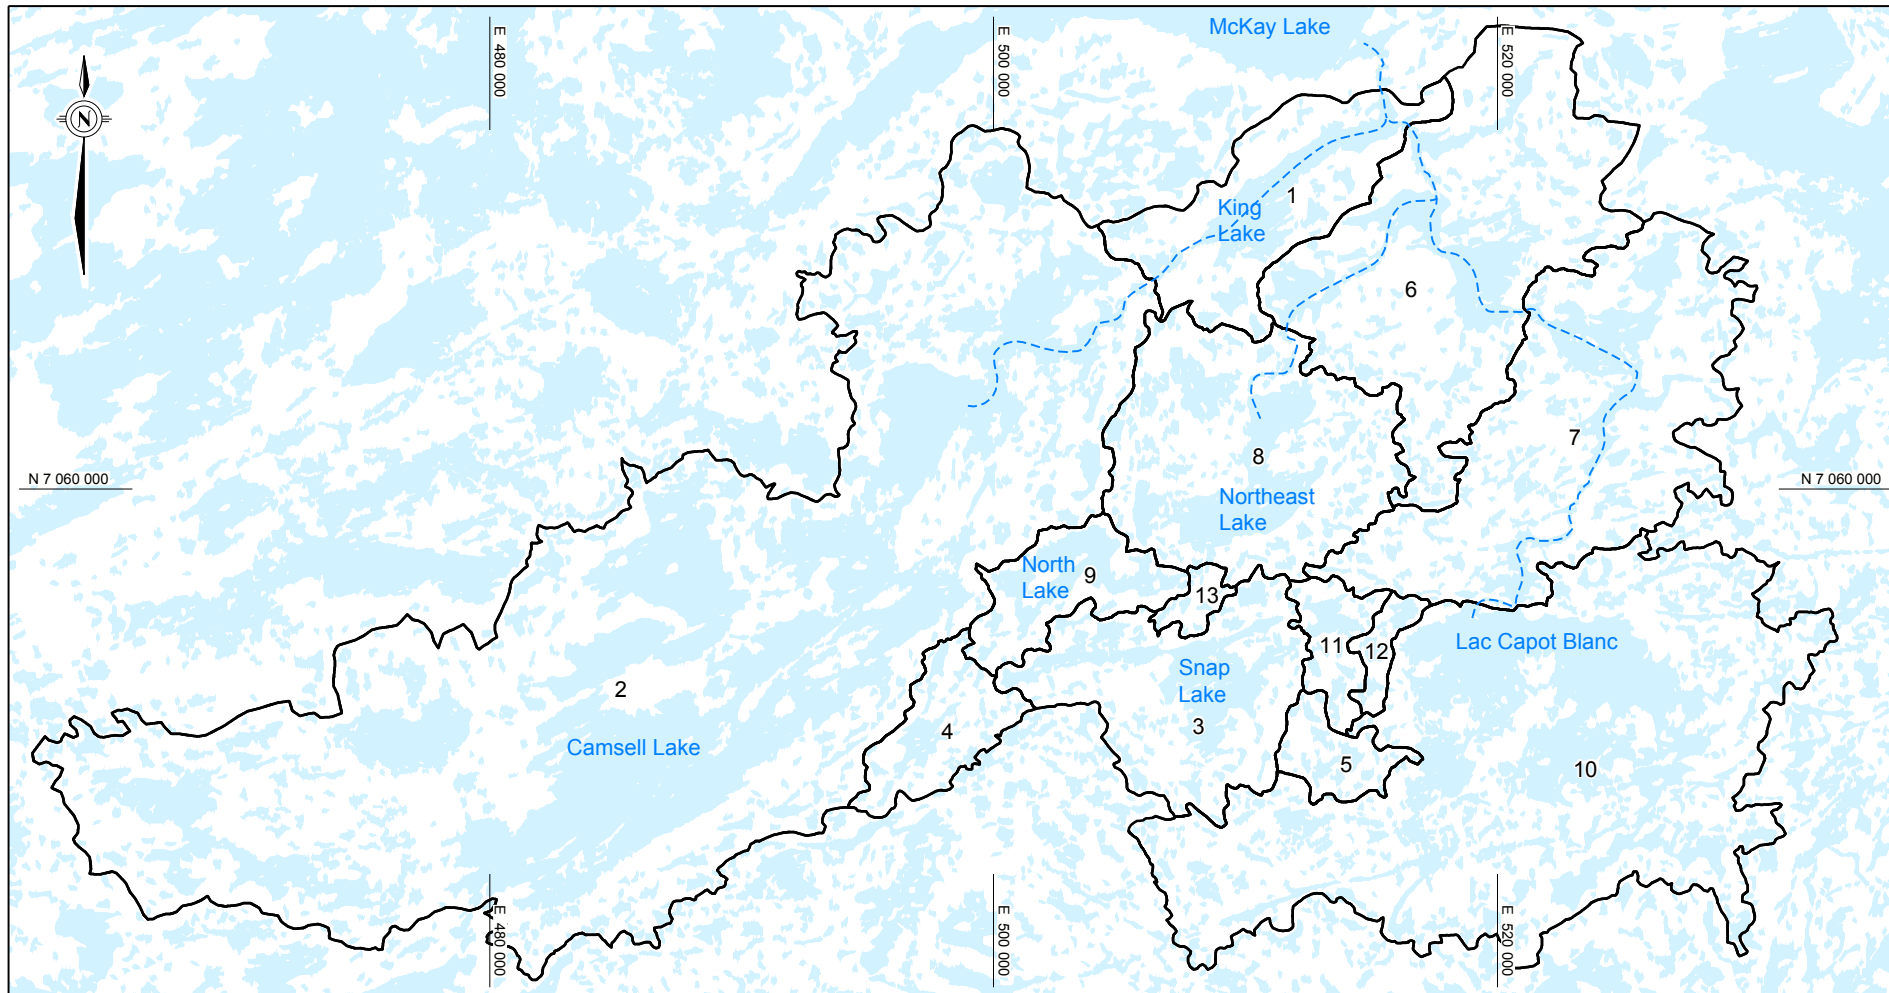 McKay Lake
E 480 000
E 500 000
E 520 000
N
1
King
Lake
6
7
8
N 7 060 000
N 7 060 000
Northeast
Lake
North
Lake
9
13
11
12
Lac Capot Blanc
Snap
Lake
2
3
4
Camsell Lake
5
10
E 480 000
E 500 000
E 520 000